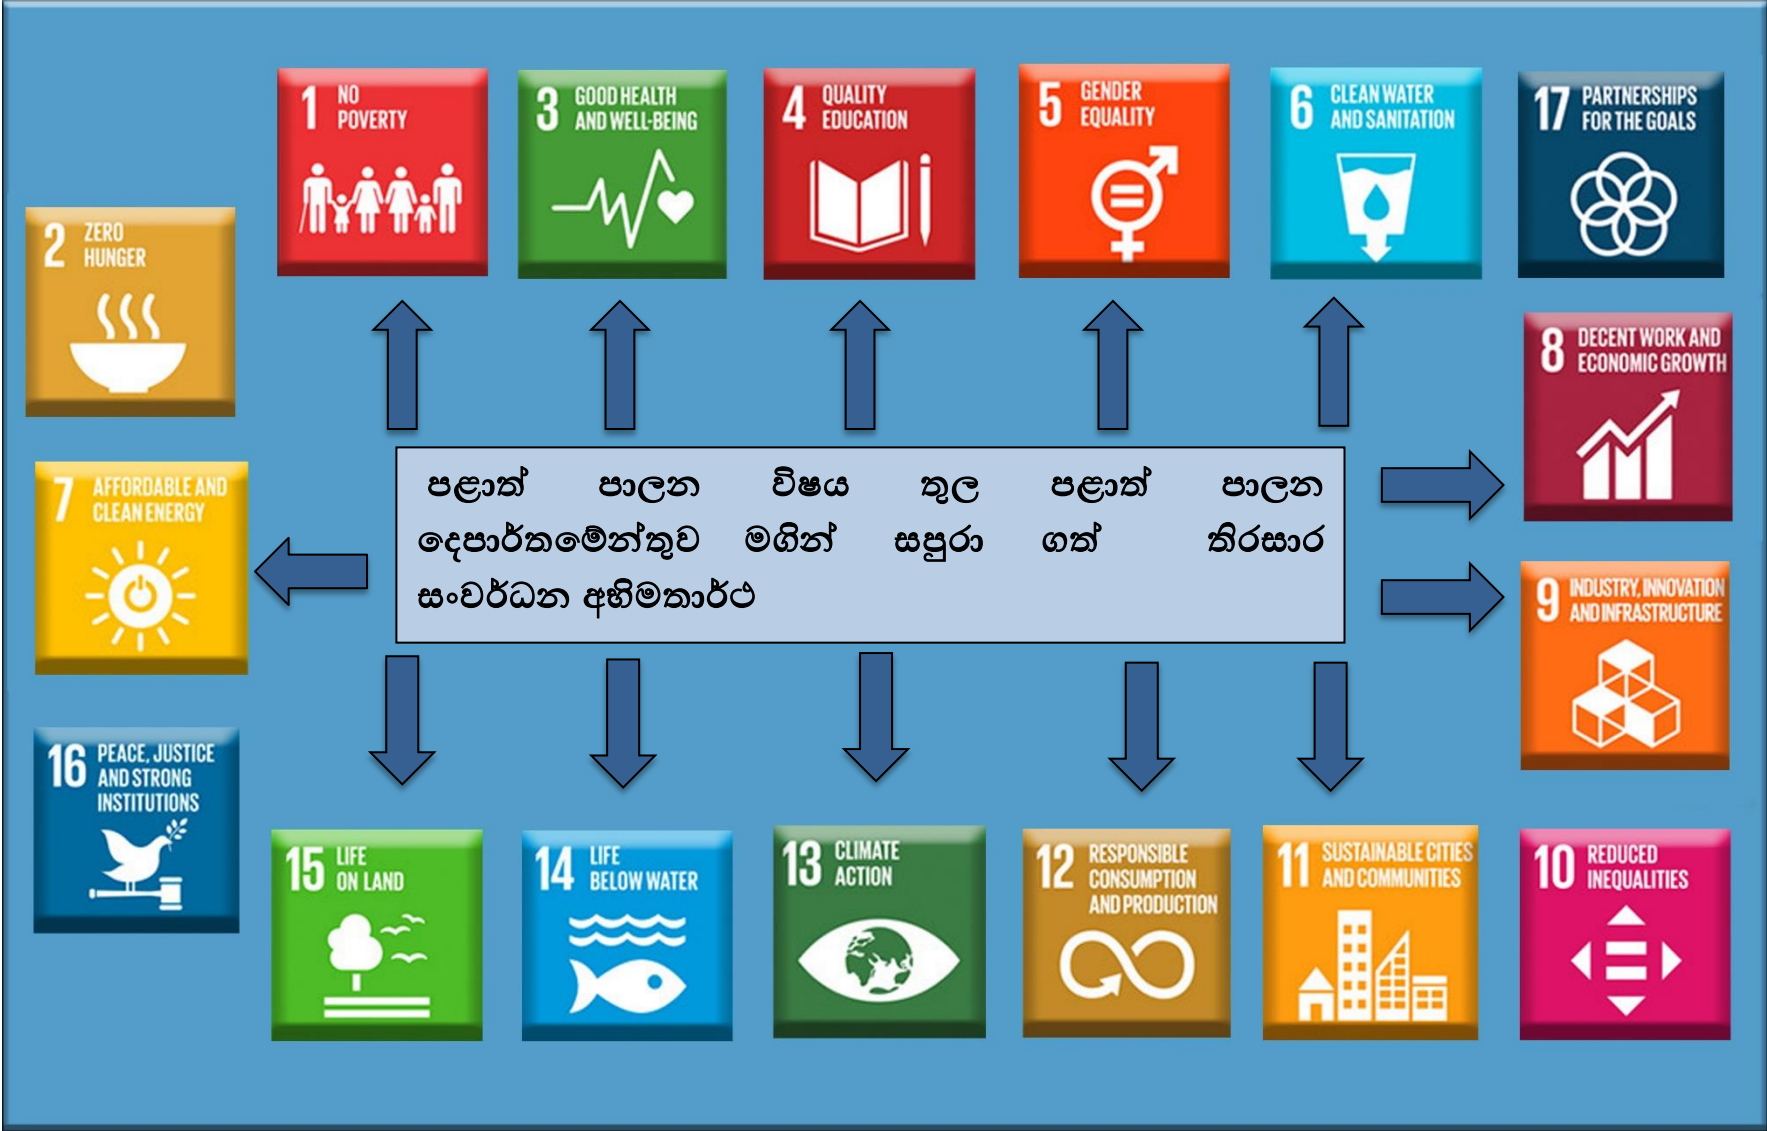 1 NO
POVERTY
3 GOOD HEALTH
AND WELL-BEING
4 QUALITY
EDUCATION
5 GENDER
EQUALITY
6 CLEAN WATER
AND SANITATION
17 PARTNERSHIPS
FOR THE GOALS
2 ZERO
HUNGER
8 DECENT WORK AND
ECONOMIC GROWTH
7 AFFORDABLE AND
CLEAN ENERGY
පළාත් පාලන විෂය තුල පළාත් පාලන
දෙපාර්තමේන්තුව මගින් සපුරා ගත් තිරසාර
සංවර්ධන අභිමතාර්ථ
9 INDUSTRY, INNOVATION
AND INFRASTRUCTURE
16 PEACE, JUSTICE
AND STRONG
INSTITUTIONS
15 LIFE
ON LAND
14 LIFE
BELOW WATER
13 CLIMATE
ACTION
12 RESPONSIBLE
CONSUMPTION
AND PRODUCTION
11 SUSTAINABLE CITIES
AND COMMUNITIES
10 REDUCED
INEQUALITIES